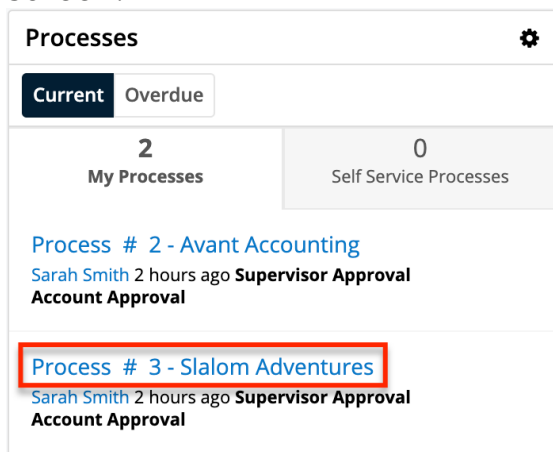 Processes
Current Overdue
2 0
My Processes Self Service Processes
Process # 2 - Avant Accounting
Sarah Smith 2 hours ago Supervisor Approval
Account Approval
Process # 3 - Slalom Adventures
Sarah Smith 2 hours ago Supervisor Approval
Account Approval